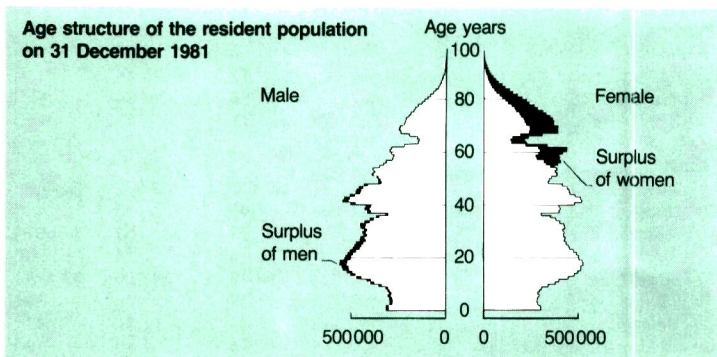 Age structure of the resident population
on 31 December 1981
Age years
100
Male
80
Female
60
Surplus
of women
40
Surplus
of men
20
0
500000 0 0 500000